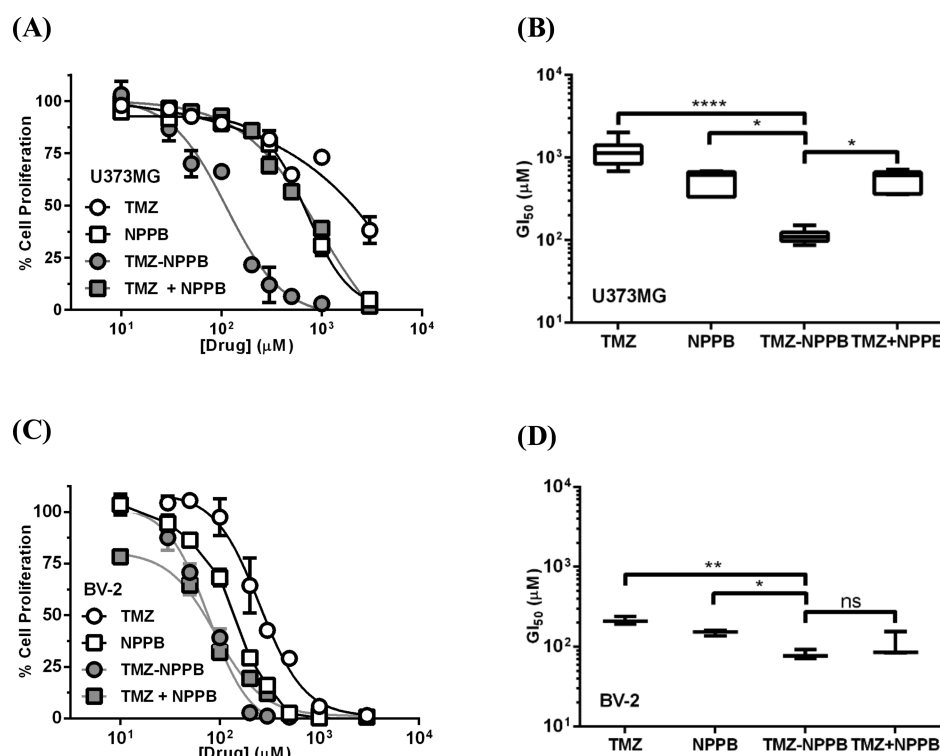 (A)
(B)
% Cell Proliferation
100
75
50
25
0
U373MG
TMZ
NPPB
TMZ-NPPB
TMZ + NPPB
10¹ 10² 10³ 10⁴
[Drug] (μM)
GI₅₀ (μM)
10⁴
10³
10²
10¹
****
*
*
U373MG
TMZ NPPB TMZ-NPPB TMZ+NPPB
(C)
(D)
% Cell Proliferation
100
75
50
25
0
BV-2
TMZ
NPPB
TMZ-NPPB
TMZ + NPPB
10¹ 10² 10³ 10⁴
[Drug] (μM)
GI₅₀ (μM)
10⁴
10³
10²
10¹
**
*
ns
BV-2
TMZ NPPB TMZ-NPPB TMZ+NPPB